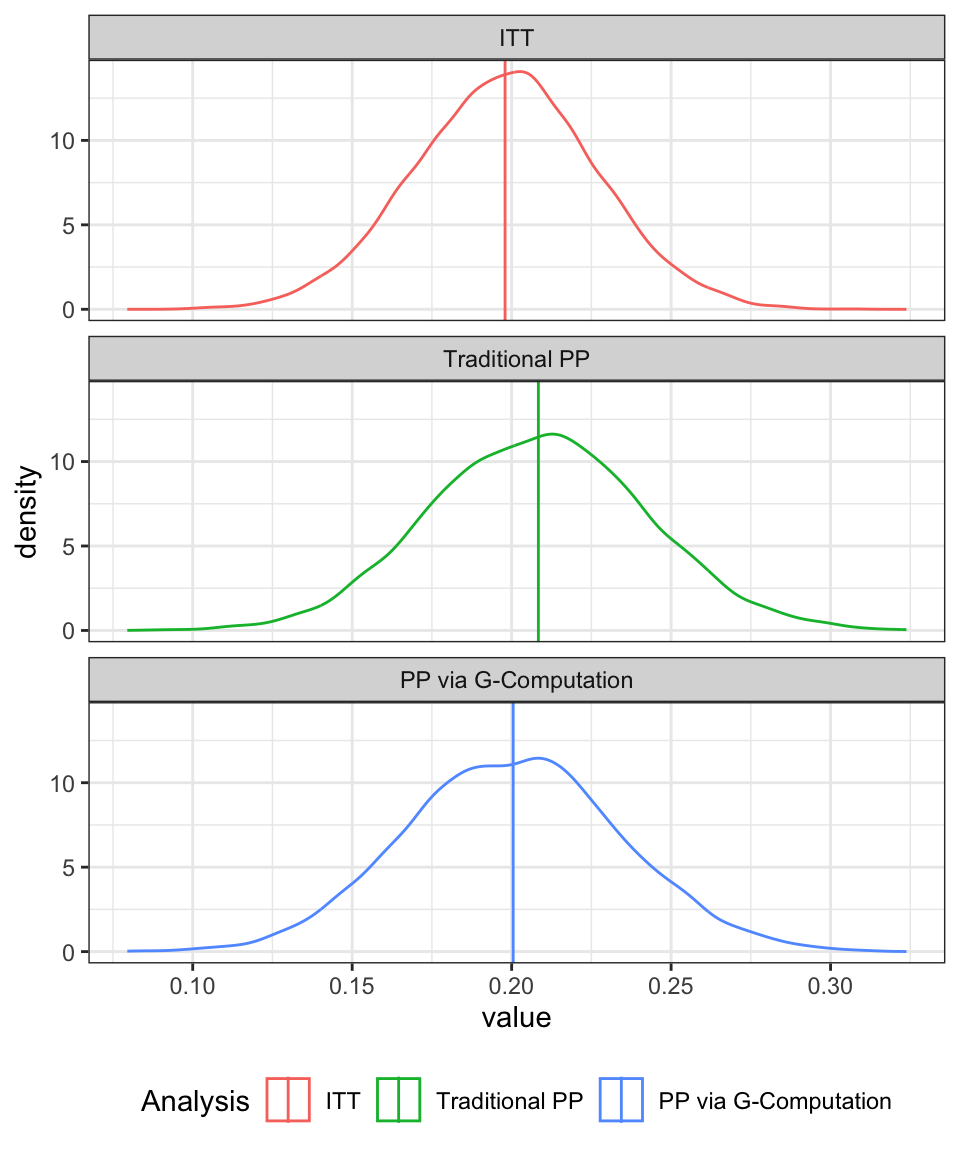 ITT
10
5
0
Traditional PP
10
5
0
density
PP via G-Computation
10
5
0
0.10 0.15 0.20 0.25 0.30
value
Analysis ITT Traditional PP PP via G-Computation